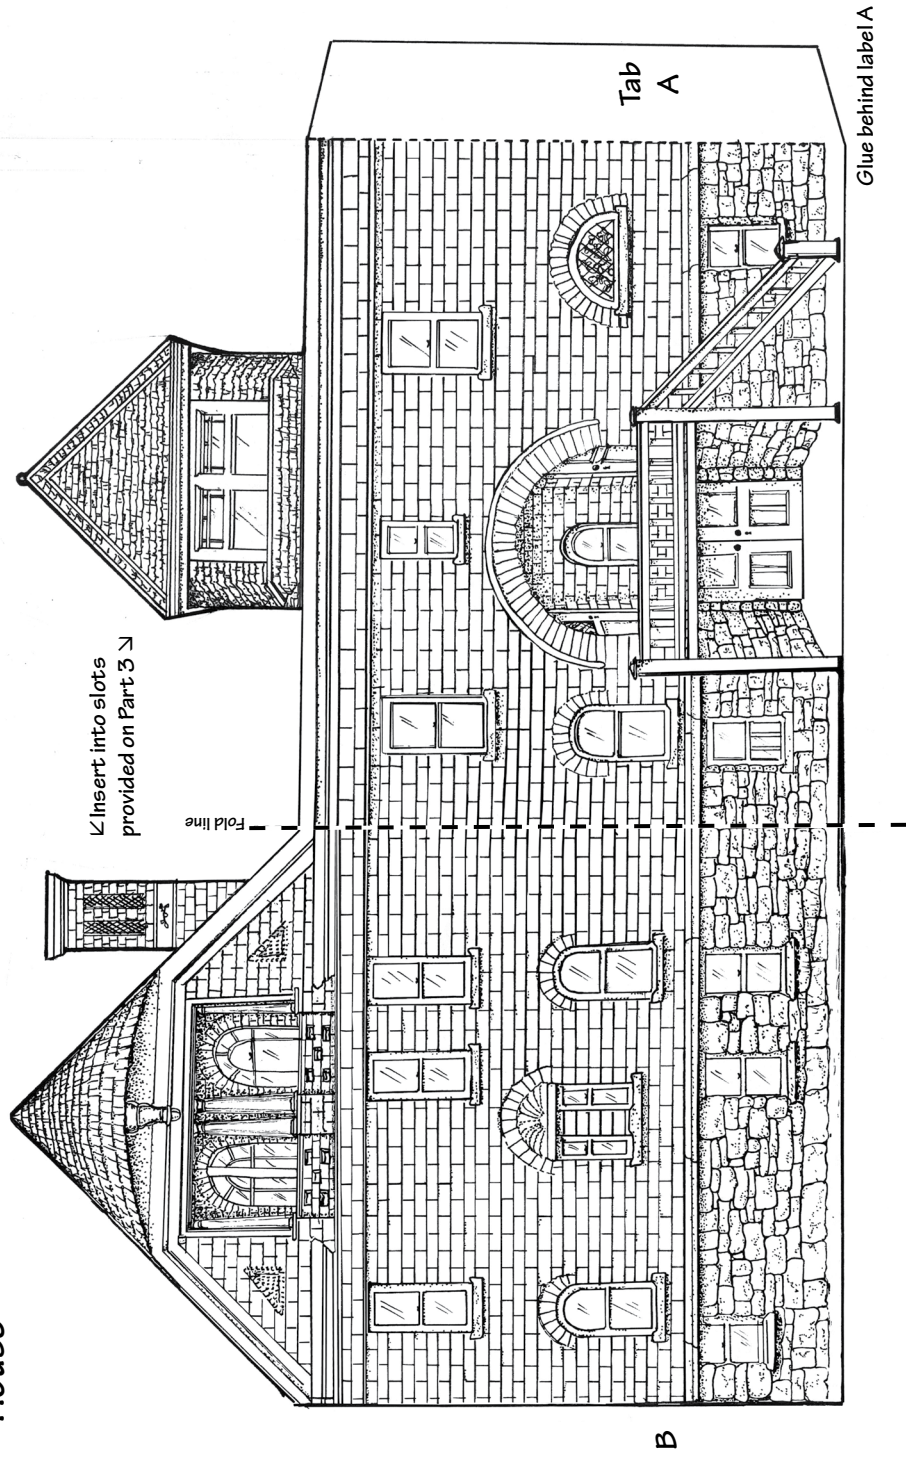 House
↙Insert into slots
provided on Part 3 ↘
Fold line
Tab
A
Glue behind label A
B